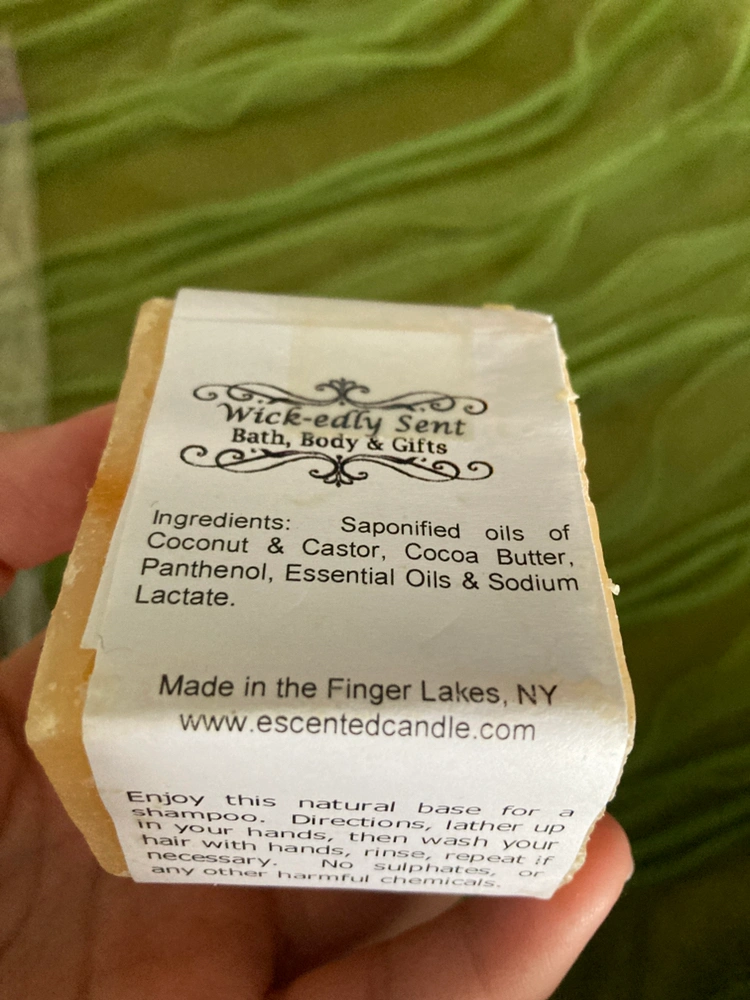 Wick-edly Sent
Bath, Body & Gifts
Ingredients: Saponified oils of
Coconut & Castor, Cocoa Butter,
Panthenol, Essential Oils & Sodium
Lactate.
Made in the Finger Lakes, NY
www.escentedcandle.com
Enjoy this natural base for a
shampoo. Directions, lather up
in your hands, then wash your
hair with hands, rinse, repeat if
necessary. No sulphates, or
any other harmful chemicals.